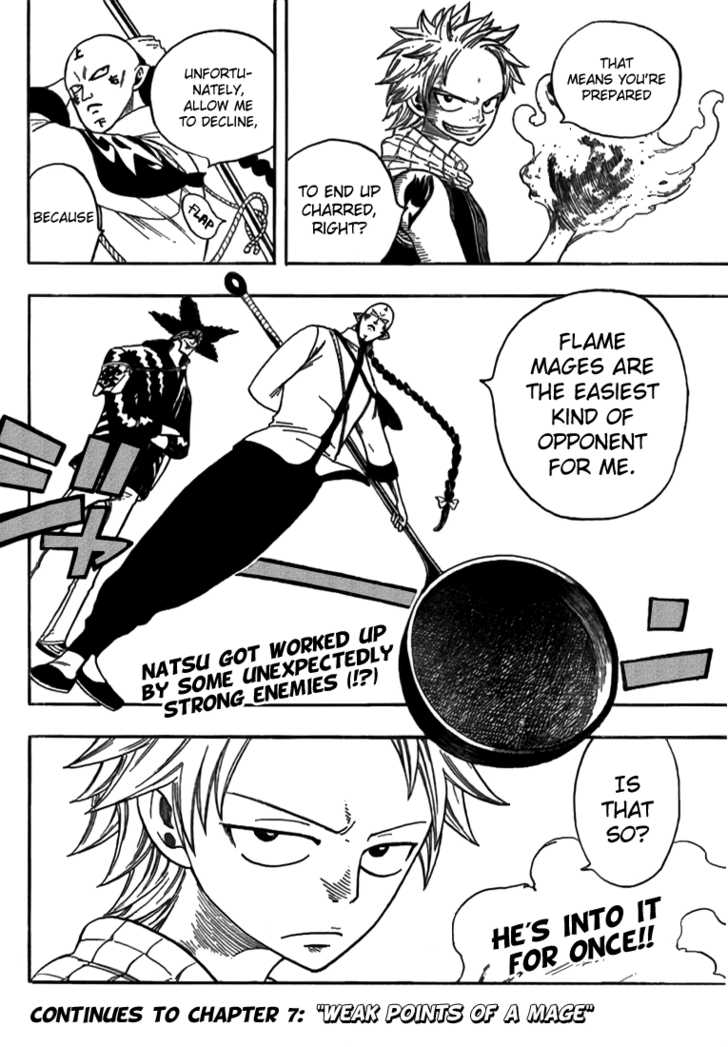 THAT
MEANS YOU'RE
PREPARED
TO END UP
CHARRED,
RIGHT?
UNFORTU-
NATELY,
ALLOW ME
TO DECLINE,
FLAP
BECAUSE
FLAME
MAGES ARE
THE EASIEST
KIND OF
OPPONENT
FOR ME.
NATSU GOT WORKED UP
BY SOME UNEXPECTEDLY
STRONG ENEMIES (!?)
IS
THAT
SO?
HE'S INTO IT
FOR ONCE!!
CONTINUES TO CHAPTER 7: "WEAK POINTS OF A MAGE"